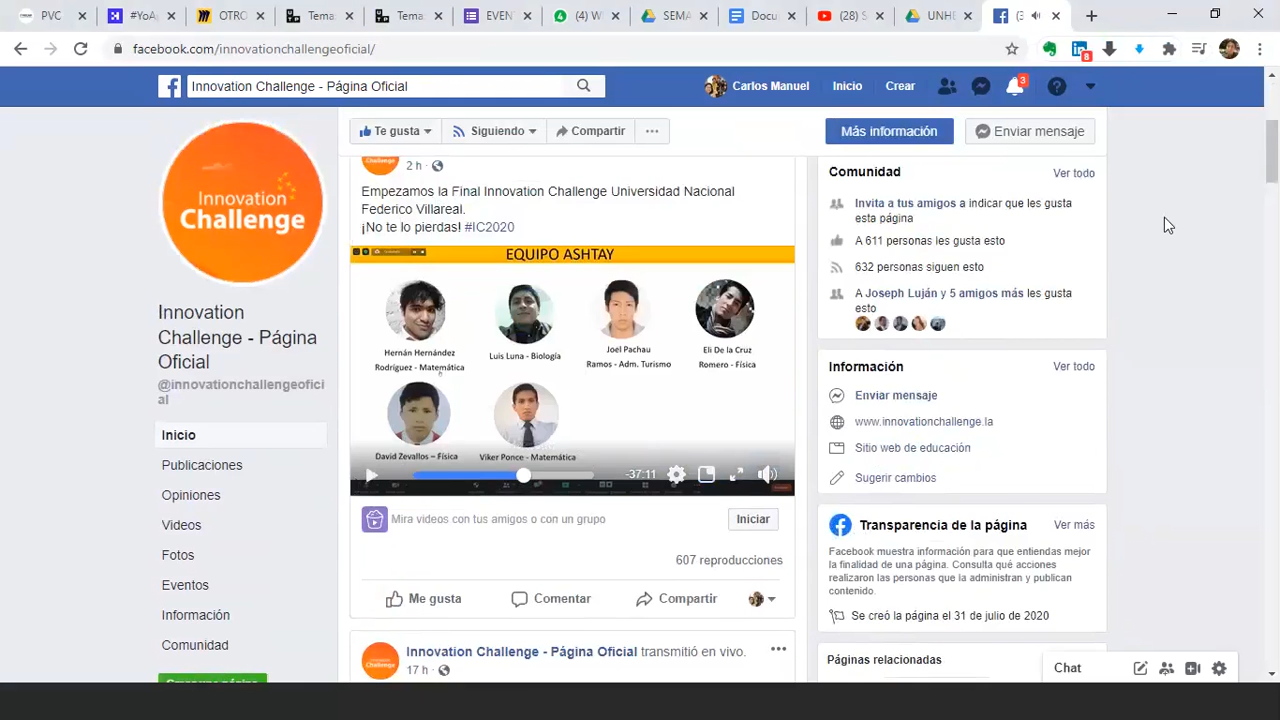 PVC
#YoA
OTRO
Tema
Tema
EVEN
(4) W
SEMA
Docu
(28) S
UNHE
(3
facebook.com/innovationchallengeoficial/
8
Innovation Challenge - Página Oficial
Carlos Manuel
Inicio
Crear
3
Te gusta
Siguiendo
Compartir
Más información
Enviar mensaje
Innovation
Challenge
Innovation
Challenge - Página
Oficial
@innovationchallengeofici
al
Inicio
Publicaciones
Opiniones
Videos
Fotos
Eventos
Información
Comunidad
2 h
Empezamos la Final Innovation Challenge Universidad Nacional
Federico Villareal.
¡No te lo pierdas! #IC2020
EQUIPO ASHTAY
Hernán Hernández
Rodríguez - Matemática
Luis Luna - Biología
Joel Pachau
Ramos - Adm. Turismo
Eli De la Cruz
Romero - Física
David Zevallos – Física
Viker Ponce - Matemática
-37:11
Mira videos con tus amigos o con un grupo
Iniciar
607 reproducciones
Me gusta
Comentar
Compartir
Innovation Challenge - Página Oficial transmitió en vivo.
17 h
Comunidad
Ver todo
Invita a tus amigos a indicar que les gusta
esta página
A 611 personas les gusta esto
632 personas siguen esto
A Joseph Luján y 5 amigos más les gusta
esto
Información
Ver todo
Enviar mensaje
www.innovationchallenge.la
Sitio web de educación
Sugerir cambios
Transparencia de la página
Ver más
Facebook muestra información para que entiendas mejor
la finalidad de una página. Consulta qué acciones
realizaron las personas que la administran y publican
contenido.
Se creó la página el 31 de julio de 2020
Páginas relacionadas
Chat